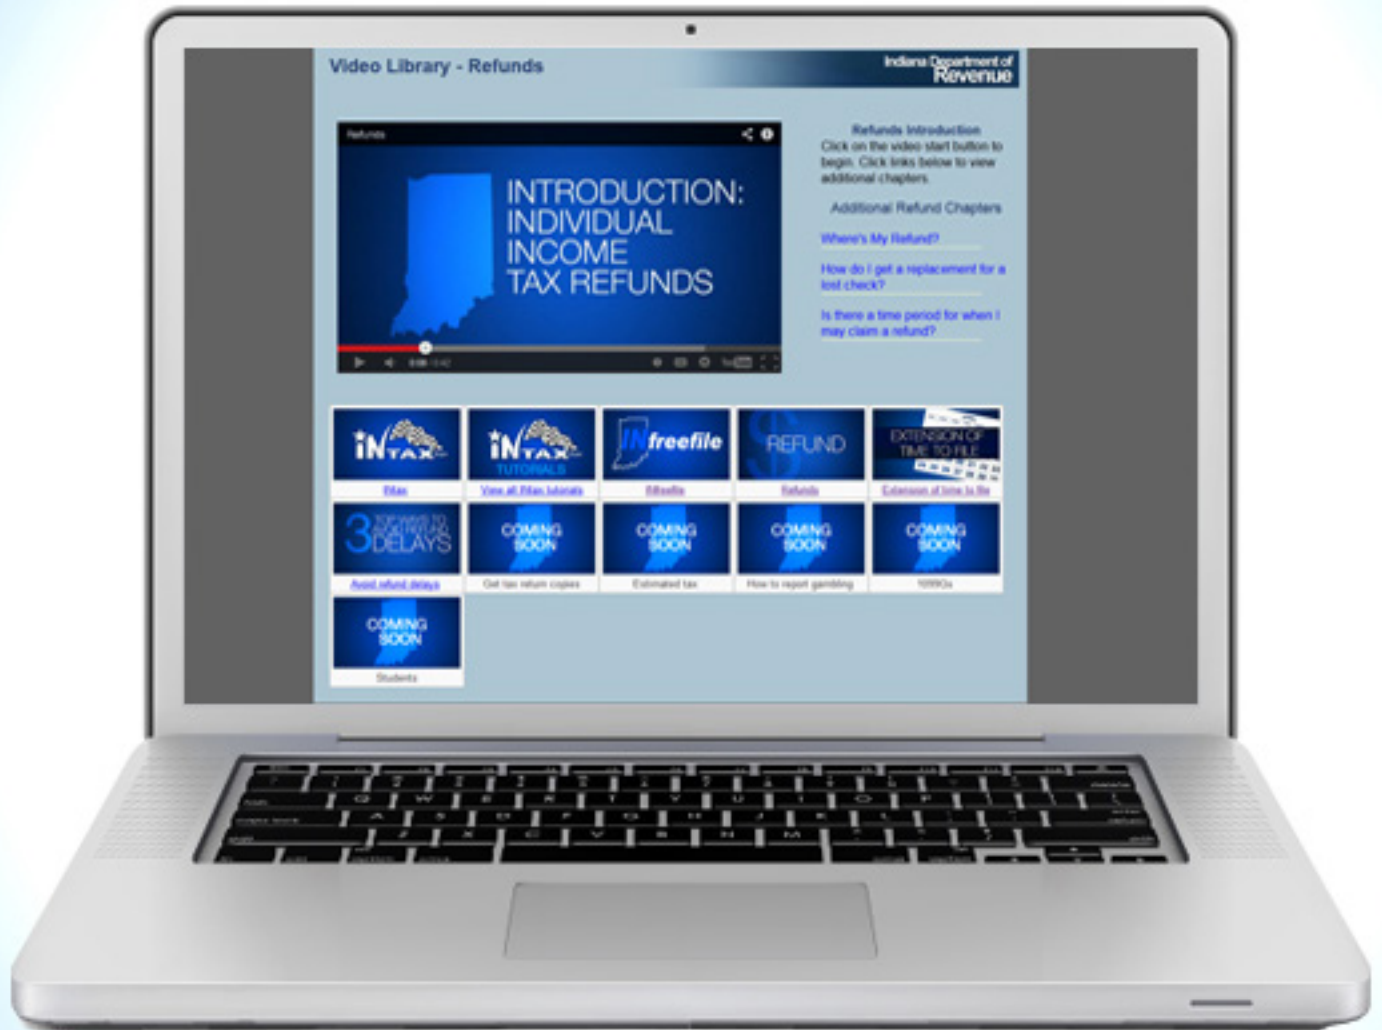 Video Library - Refunds
Indiana Department of
Revenue
Refunds
INTRODUCTION:
INDIVIDUAL
INCOME
TAX REFUNDS
Refunds Introduction
Click on the video start button to
begin. Click links below to view
additional chapters.
Additional Refund Chapters
Where's My Refund?
How do I get a replacement for a
lost check?
Is there a time period for when I
may claim a refund?
INTAX
INTAX
TUTORIALS
INfreefile
REFUND
EXTENSION OF
TIME TO FILE
INtax
View all INtax tutorials
INfreefile
Refunds
Extension of time to file
3 TOP WAYS TO
AVOID REFUND
DELAYS
COMING
SOON
COMING
SOON
COMING
SOON
COMING
SOON
Avoid refund delays
Get tax return copies
Estimated tax
How to report gambling
1099Gs
COMING
SOON
Students
Q W E R T Y U I O P
A S D F G H J K L
Z X C V B N M